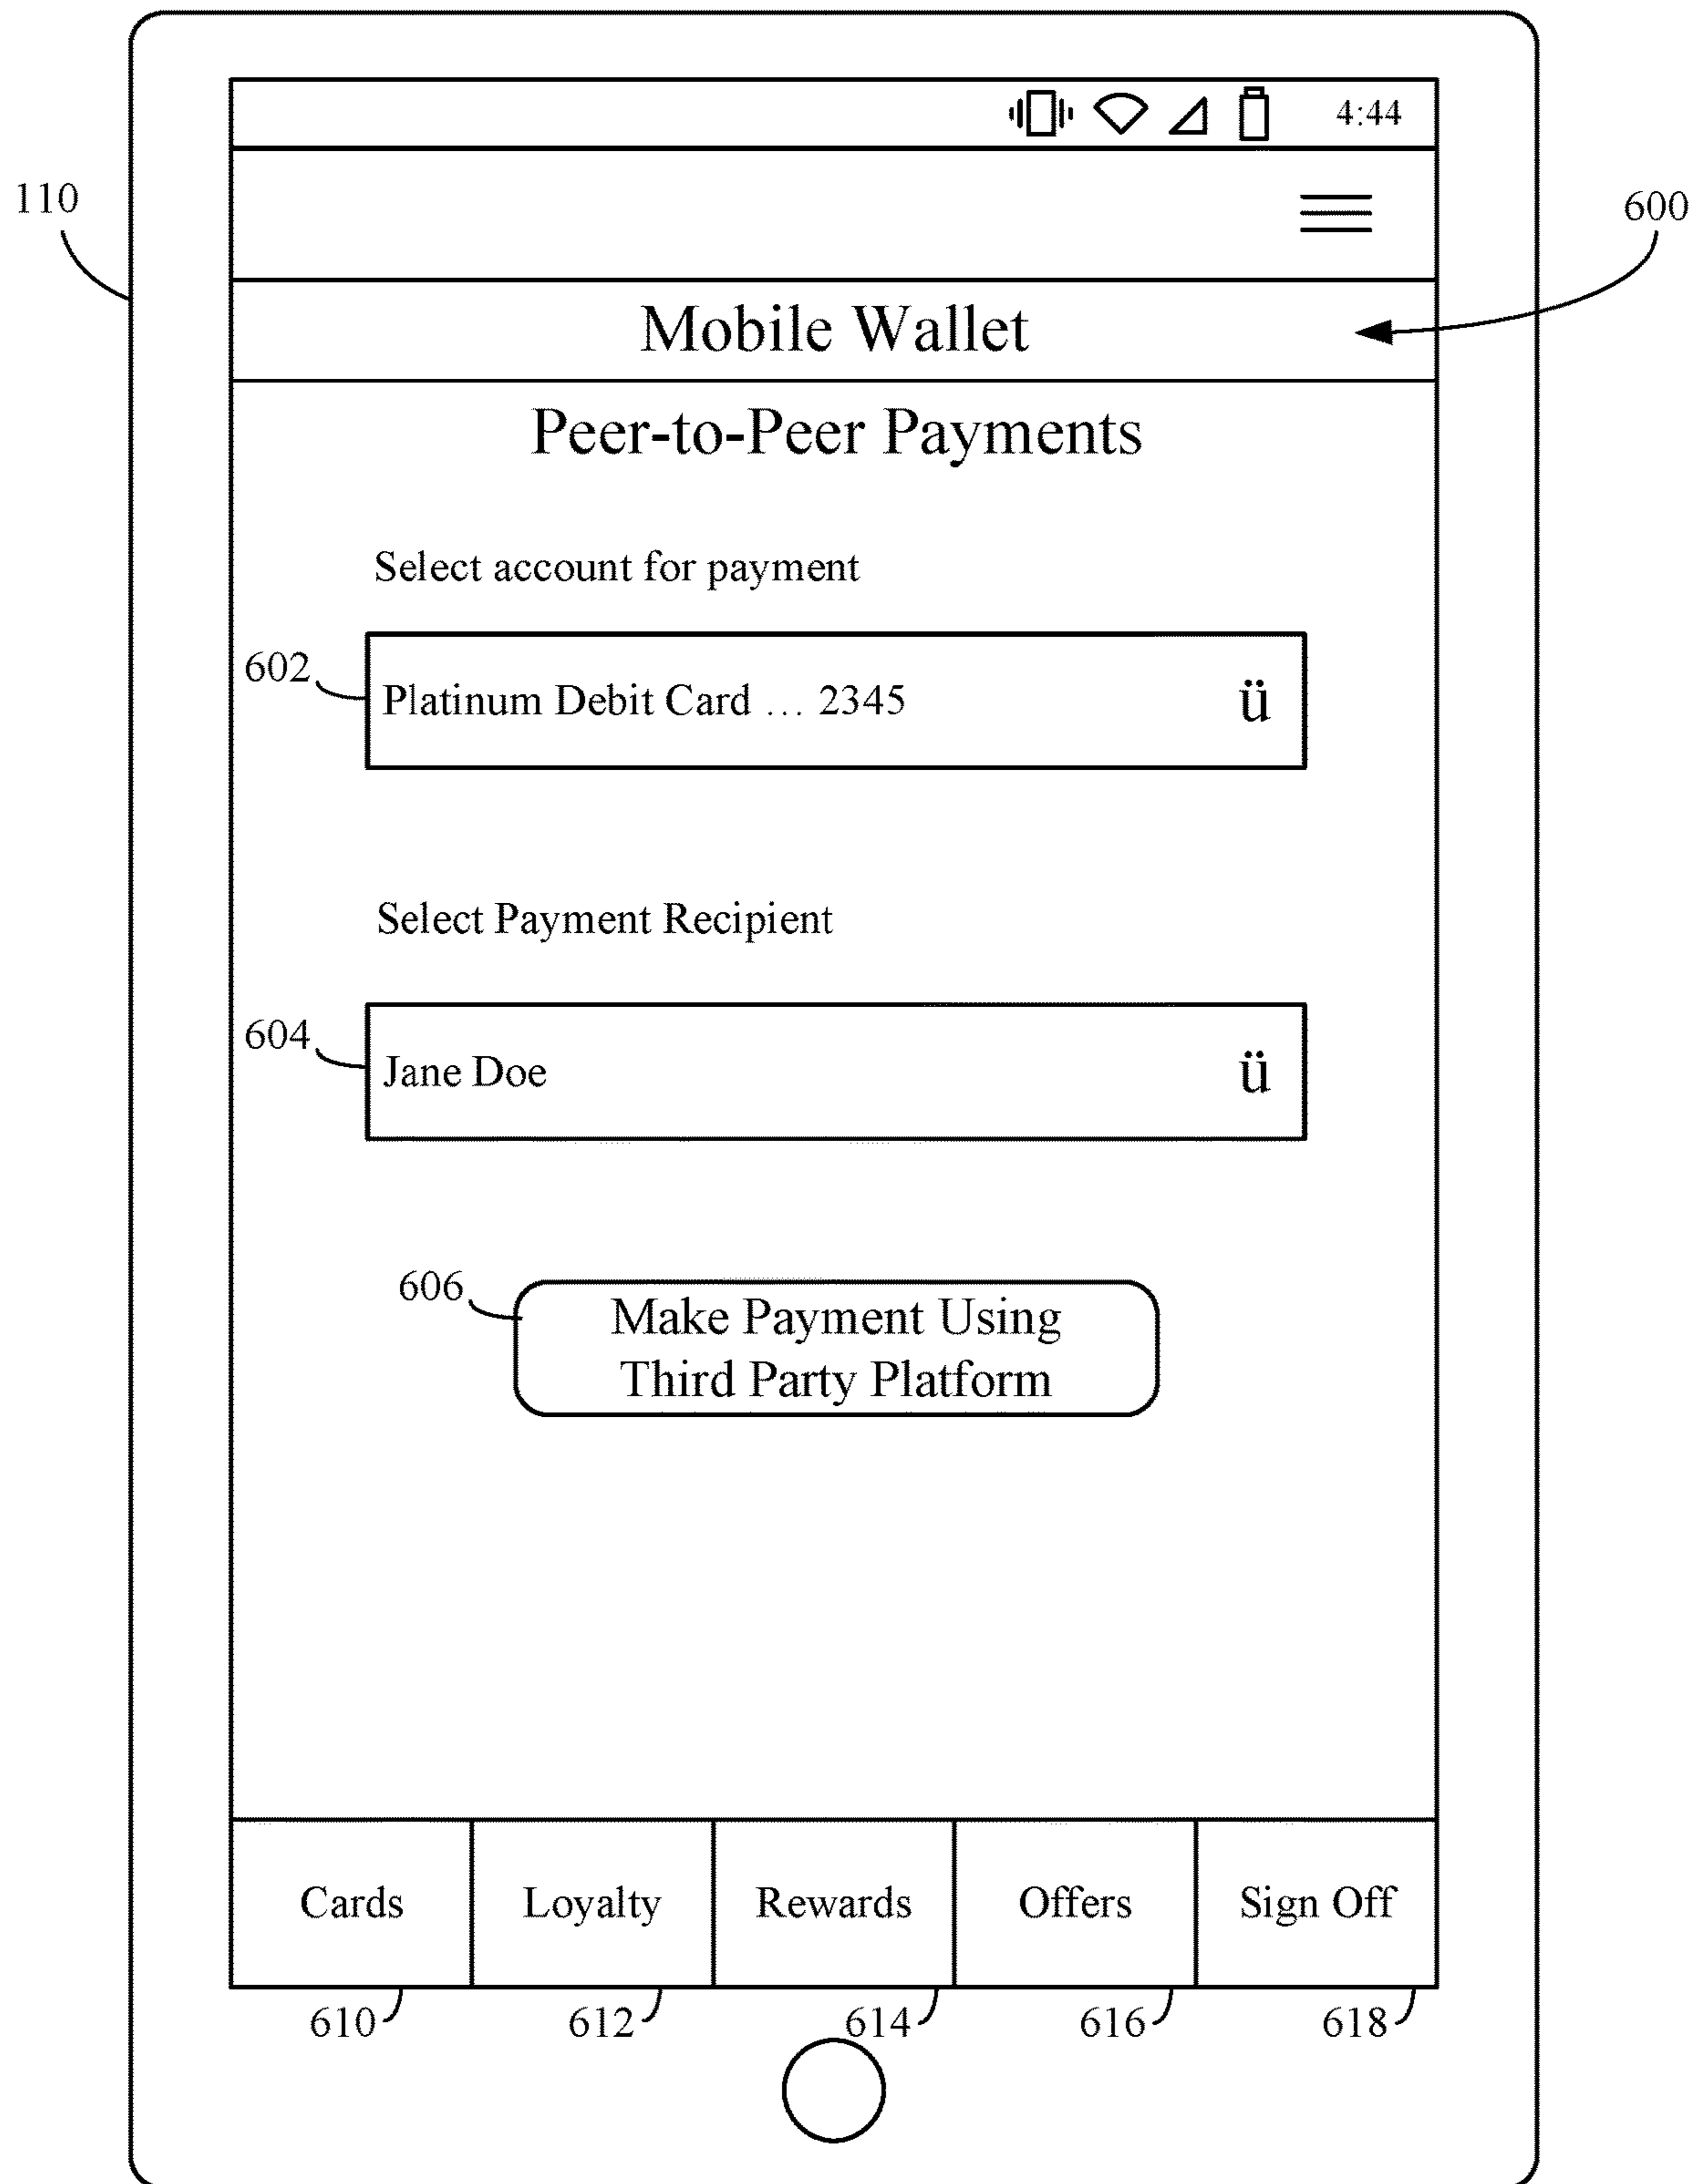 4:44
110
600
Mobile Wallet
Peer-to-Peer Payments
Select account for payment
602
Platinum Debit Card ... 2345 ü
Select Payment Recipient
604
Jane Doe ü
606
Make Payment Using
Third Party Platform
Cards Loyalty Rewards Offers Sign Off
610 612 614 616 618